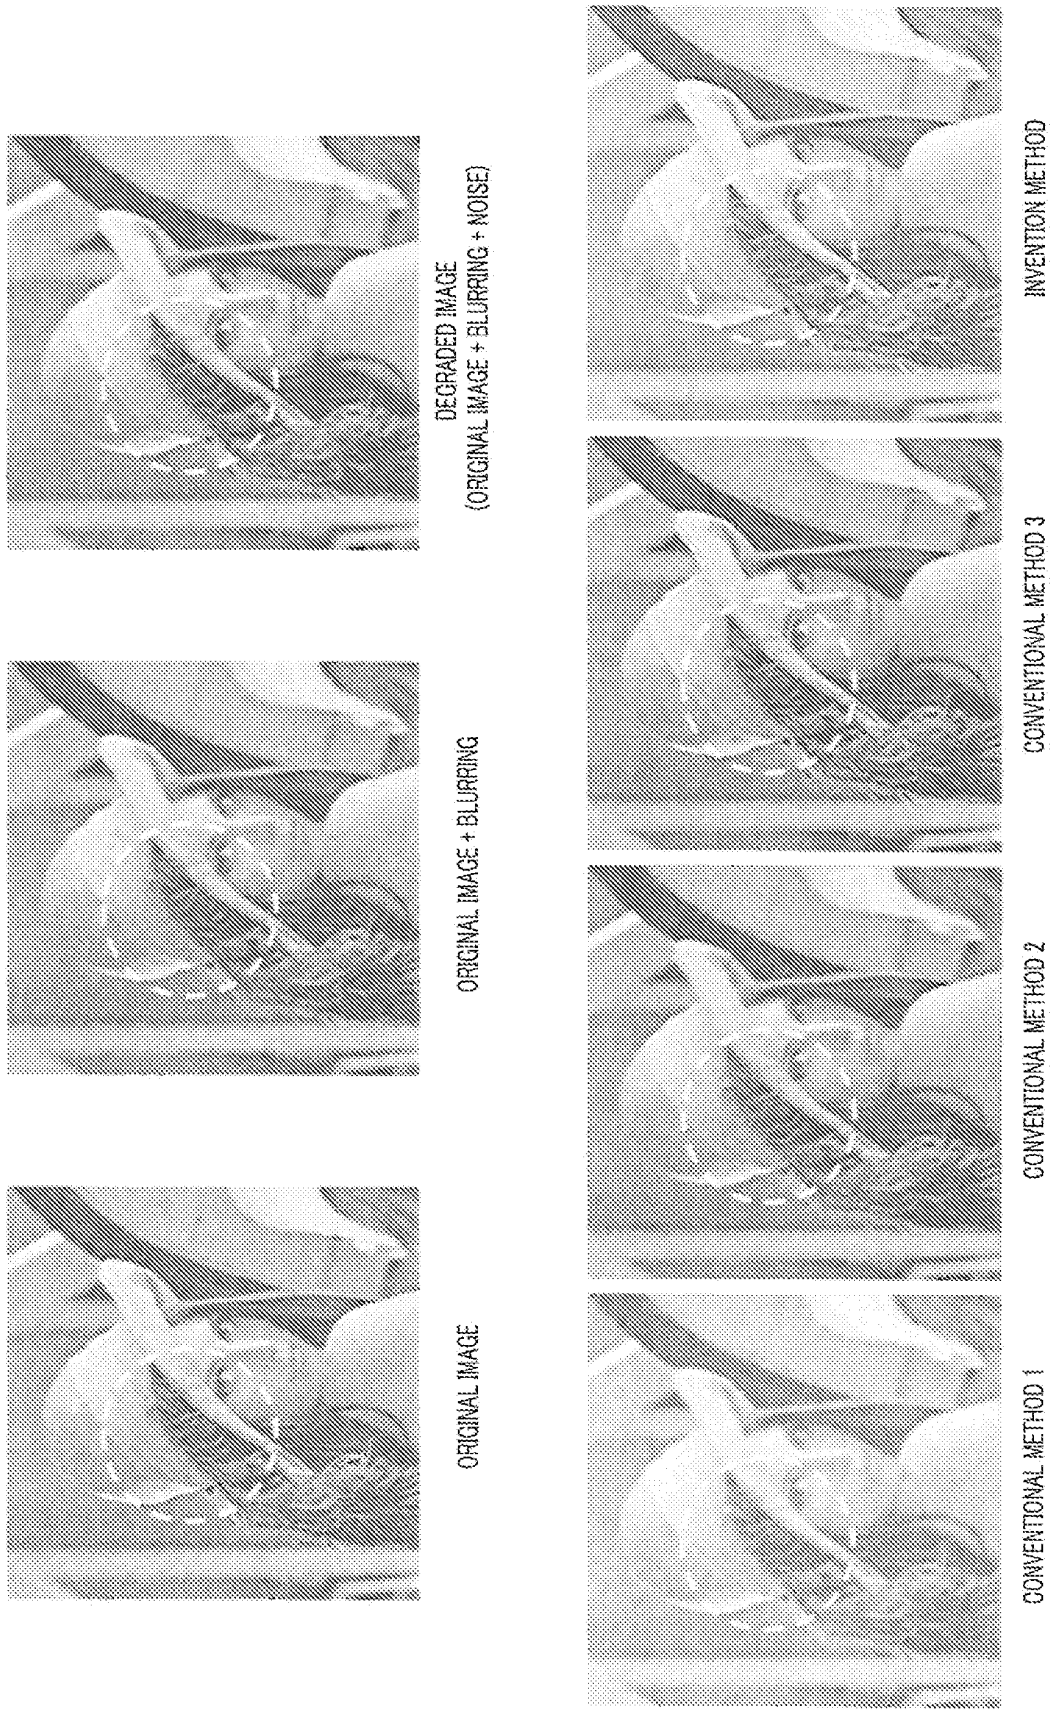 ORIGINAL IMAGE
ORIGINAL IMAGE + BLURRING
DEGRADED IMAGE
(ORIGINAL IMAGE + BLURRING + NOISE)
CONVENTIONAL METHOD 1
CONVENTIONAL METHOD 2
CONVENTIONAL METHOD 3
INVENTION METHOD